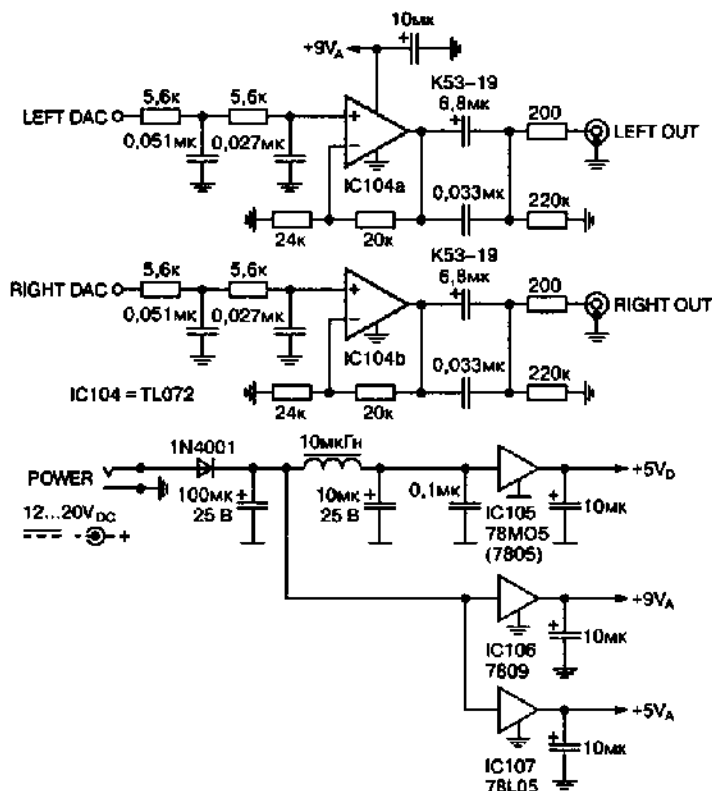 10мк
+9VA
К53-19
6,8мк
5,6к 5,6к 200
LEFT DAC LEFT OUT
0,051мк 0,027мк
+
−
IC104a
0,033мк 220к
24к 20к
К53-19
6,8мк
5,6к 5,6к 200
RIGHT DAC RIGHT OUT
0,051мк 0,027мк
+
−
IC104b
0,033мк 220к
IC104 = TL072
24к 20к
1N4001 10мкГн
POWER +5VD
100мк 25 В
10мк 25 В
0,1мк
IC105
78МО5
(7805)
10мк
12...20VDC
+
+9VA
IC106
7809
10мк
+5VA
IC107
78L05
10мк